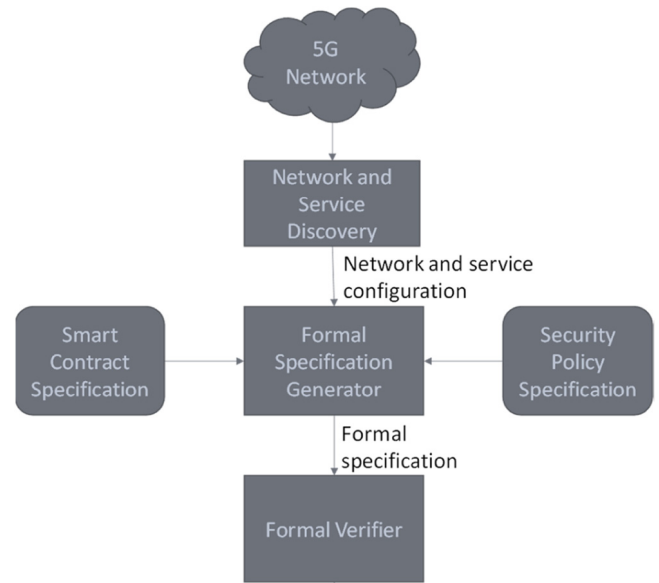 5G
Network
Network and
Service
Discovery
Network and service
configuration
Smart
Contract
Specification
Formal
Specification
Generator
Security
Policy
Specification
Formal
specification
Formal Verifier